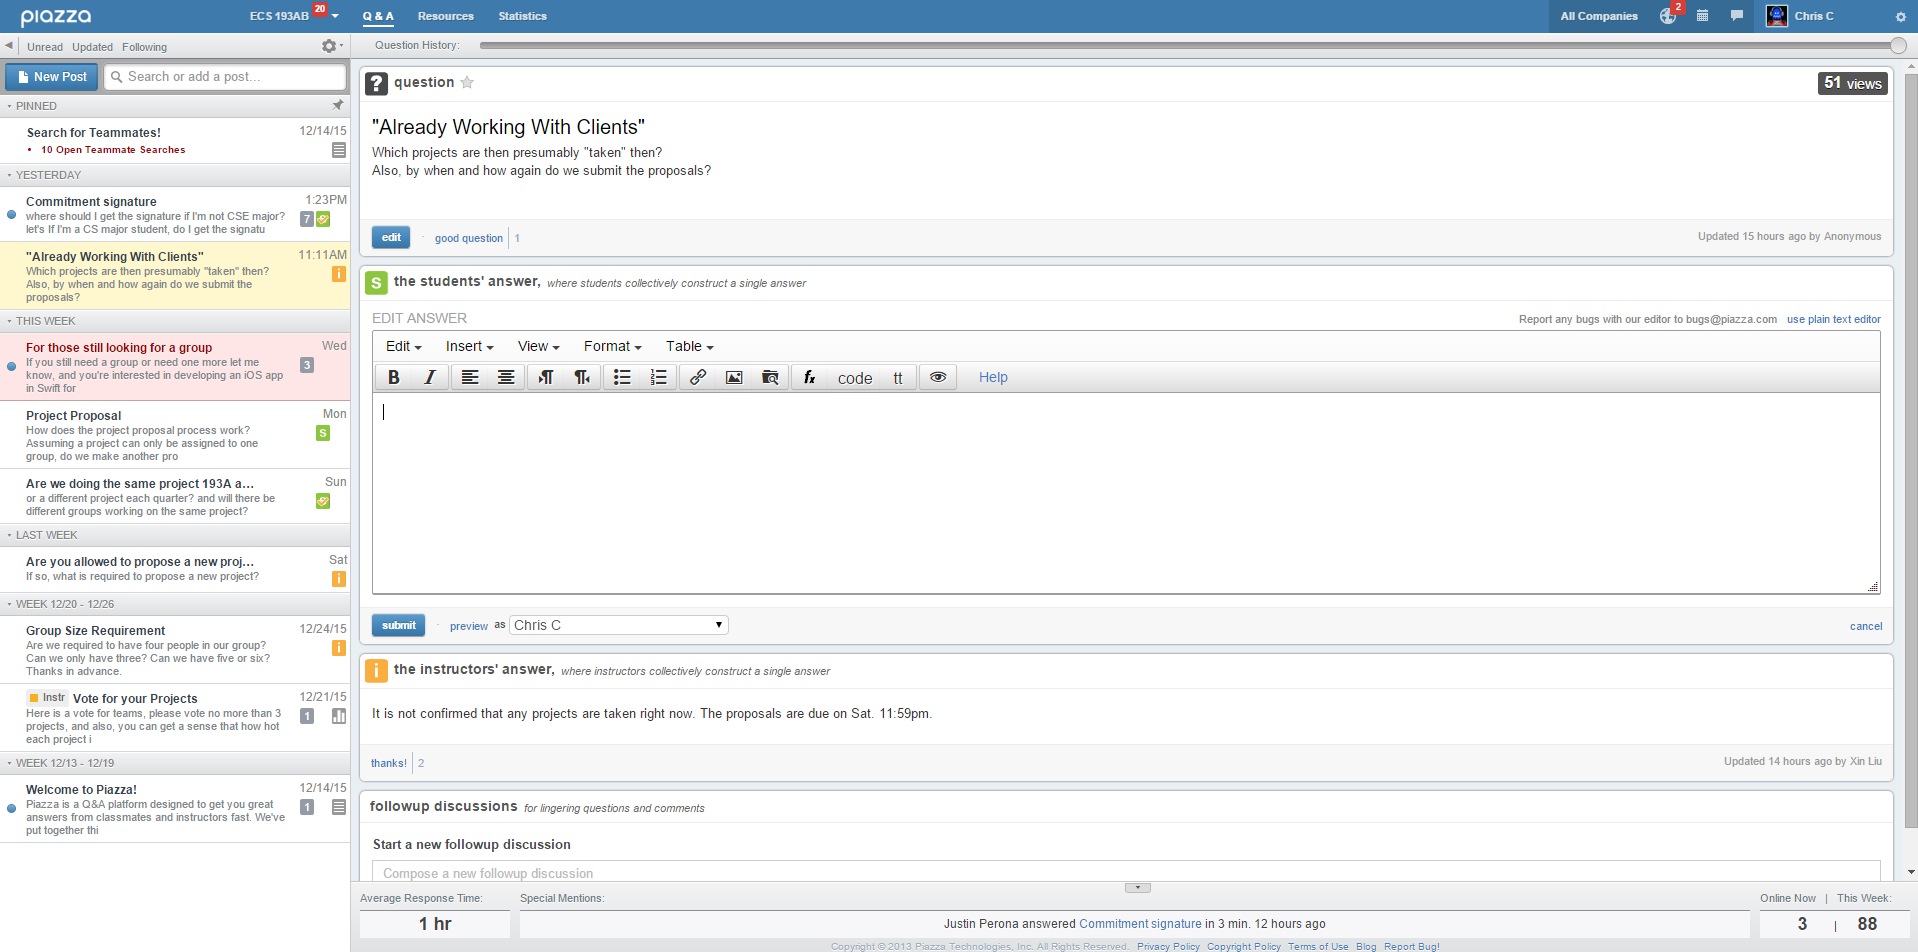 piazza
ECS 193AB 20
Q & A Resources Statistics
All Companies 2 Chris C
Unread Updated Following
Question History:
New Post Search or add a post...
PINNED
Search for Teammates! 12/14/15
• 10 Open Teammate Searches
YESTERDAY
Commitment signature 1:23PM
where should I get the signature if I'm not CSE major? 7
let's If I'm a CS major student, do I get the signatu
"Already Working With Clients" 11:11AM
Which projects are then presumably "taken" then? i
Also, by when and how again do we submit the
proposals?
THIS WEEK
For those still looking for a group Wed
If you still need a group or need one more let me 3
know, and you're interested in developing an iOS app
in Swift for
Project Proposal Mon
How does the project proposal process work? S
Assuming a project can only be assigned to one
group, do we make another pro
Are we doing the same project 193A a... Sun
or a different project each quarter? and will there be
different groups working on the same project?
LAST WEEK
Are you allowed to propose a new proj... Sat
If so, what is required to propose a new project? i
WEEK 12/20 - 12/26
Group Size Requirement 12/24/15
Are we required to have four people in our group? i
Can we only have three? Can we have five or six?
Thanks in advance.
Instr Vote for your Projects 12/21/15
Here is a vote for teams, please vote no more than 3 1
projects, and also, you can get a sense that how hot
each project i
WEEK 12/13 - 12/19
Welcome to Piazza! 12/14/15
Piazza is a Q&A platform designed to get you great 1
answers from classmates and instructors fast. We've
put together thi
? question 51 views
"Already Working With Clients"
Which projects are then presumably "taken" then?
Also, by when and how again do we submit the proposals?
edit · good question 1 Updated 15 hours ago by Anonymous
S the students' answer, where students collectively construct a single answer
EDIT ANSWER Report any bugs with our editor to bugs@piazza.com use plain text editor
Edit Insert View Format Table
B I fx code tt Help
submit · preview as Chris C cancel
i the instructors' answer, where instructors collectively construct a single answer
It is not confirmed that any projects are taken right now. The proposals are due on Sat. 11:59pm.
thanks! 2 Updated 14 hours ago by Xin Liu
followup discussions for lingering questions and comments
Start a new followup discussion
Compose a new followup discussion
Average Response Time: Special Mentions: Online Now | This Week:
1 hr Justin Perona answered Commitment signature in 3 min. 12 hours ago 3 | 88
Copyright © 2013 Piazza Technologies, Inc. All Rights Reserved. Privacy Policy Copyright Policy Terms of Use Blog Report Bug!